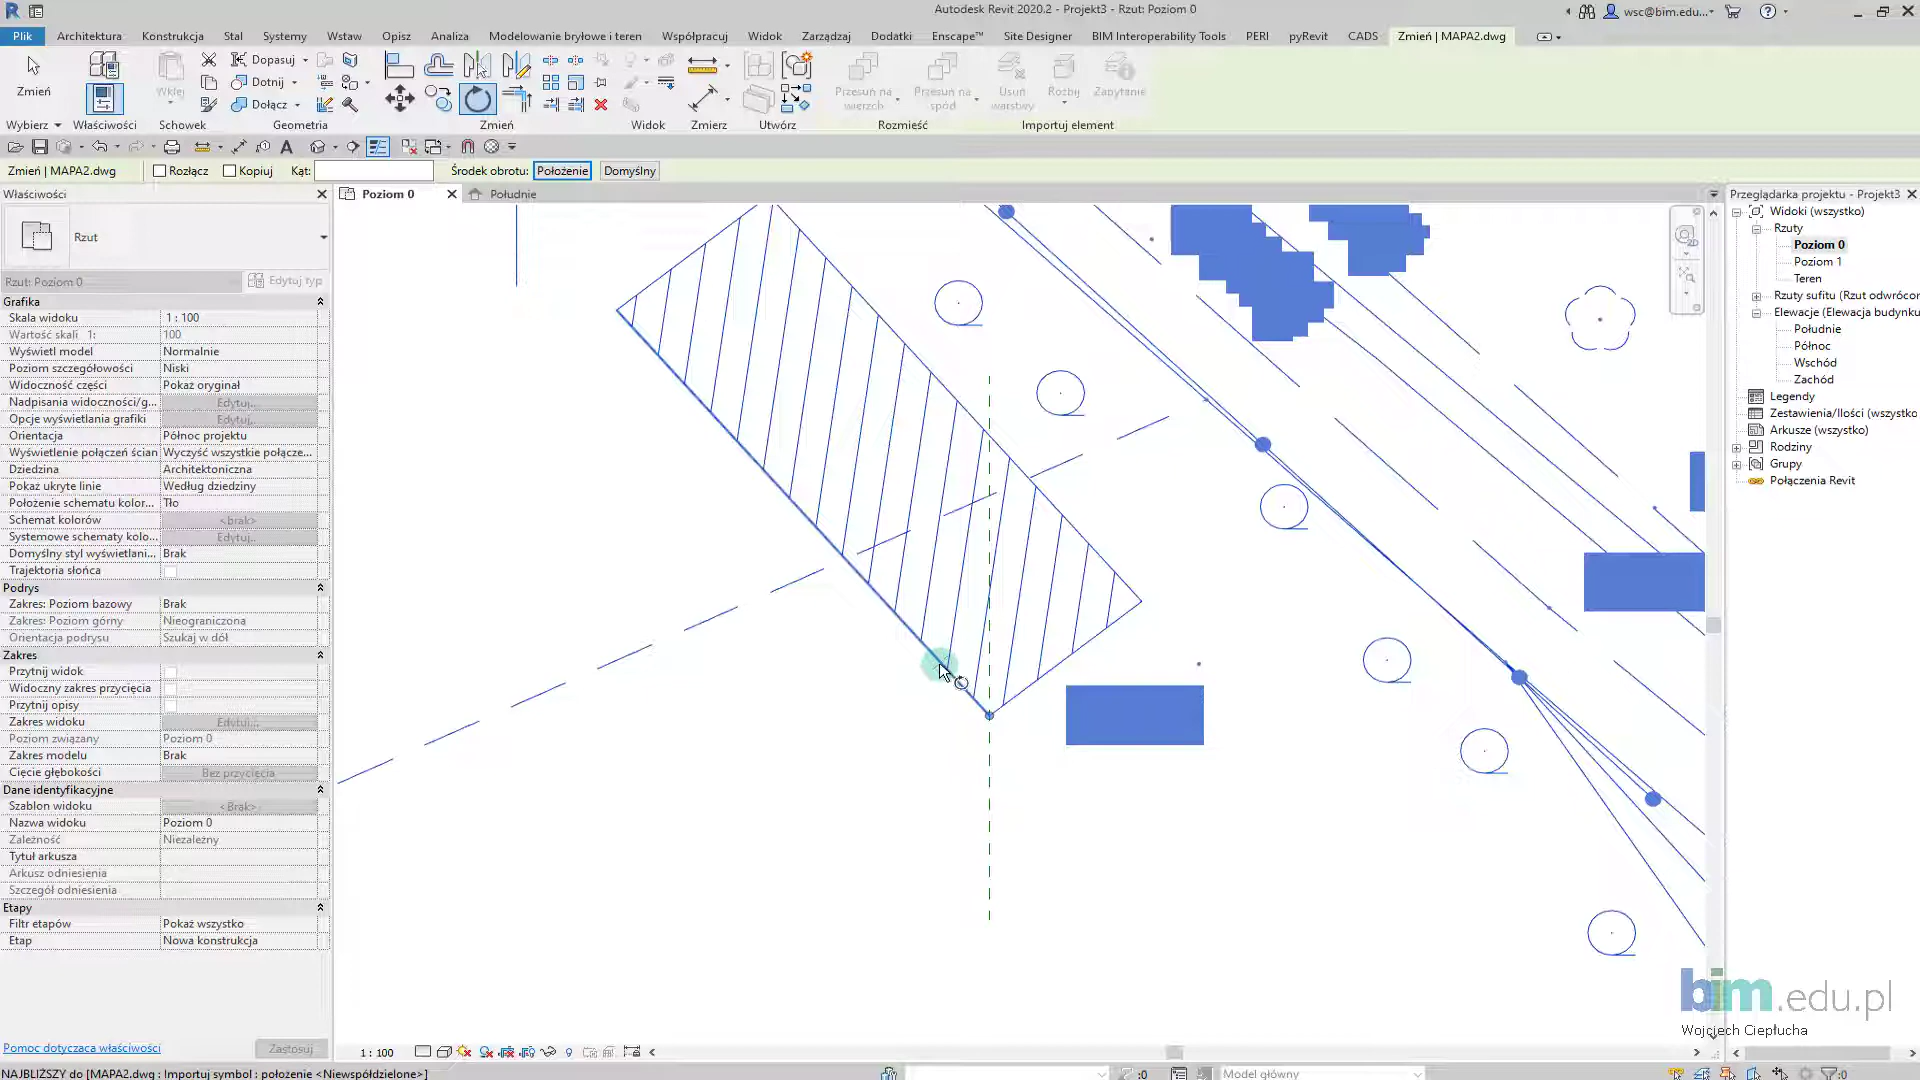 Autodesk Revit 2020.2 - Projekt3 - Rzut: Poziom 0
wsc@bim.edu...
Plik Architektura Konstrukcja Stal Systemy Wstaw Opisz Analiza Modelowanie bryłowe i teren Współpracuj Widok Zarządzaj Dodatki Enscape™ Site Designer BIM Interoperability Tools PERI pyRevit CADS Zmień | MAPA2.dwg
Zmień
Wklej
Dopasuj
Dotnij
Dołącz
Przesuń na wierzch
Przesuń na spód
Usuń warstwy
Rozbij
Zapytanie
Wybierz Właściwości Schowek Geometria Zmień Widok Zmierz Utwórz Rozmieść Importuj element
Zmień | MAPA2.dwg Rozłącz Kopiuj Kąt: Środek obrotu: Położenie Domyślny
Właściwości
Poziom 0
Południe
Rzut
Rzut: Poziom 0 Edytuj typ
Grafika
Skala widoku 1 : 100
Wartość skali 1: 100
Wyświetl model Normalnie
Poziom szczegółowości Niski
Widoczność części Pokaż oryginał
Nadpisania widoczności/g... Edytuj...
Opcje wyświetlania grafiki Edytuj...
Orientacja Północ projektu
Wyświetlenie połączeń ścian Wyczyść wszystkie połącze...
Dziedzina Architektoniczna
Pokaż ukryte linie Według dziedziny
Położenie schematu kolor... Tło
Schemat kolorów <brak>
Systemowe schematy kolo... Edytuj...
Domyślny styl wyświetlani... Brak
Trajektoria słońca
Podrys
Zakres: Poziom bazowy Brak
Zakres: Poziom górny Nieograniczona
Orientacja podrysu Szukaj w dół
Zakres
Przytnij widok
Widoczny zakres przycięcia
Przytnij opisy
Zakres widoku Edytuj...
Poziom związany Poziom 0
Zakres modelu Brak
Cięcie głębokości Bez przycięcia
Dane identyfikacyjne
Szablon widoku <Brak>
Nazwa widoku Poziom 0
Zależność Niezależny
Tytuł arkusza
Arkusz odniesienia
Szczegół odniesienia
Etapy
Filtr etapów Pokaż wszystko
Etap Nowa konstrukcja
Pomoc dotycząca właściwości Zastosuj
Przeglądarka projektu - Projekt3
Widoki (wszystko)
Rzuty
Poziom 0
Poziom 1
Teren
Rzuty sufitu (Rzut odwrócon
Elewacje (Elewacja budynku
Południe
Północ
Wschód
Zachód
Legendy
Zestawienia/Ilości (wszystko
Arkusze (wszystko)
Rodziny
Grupy
Połączenia Revit
bim.edu.pl
Wojciech Ciepłucha
1 : 100
NAJBLIŻSZY do [MAPA2.dwg : Importuj symbol : położenie <Niewspółdzielone>]
:0
Model główny
:0